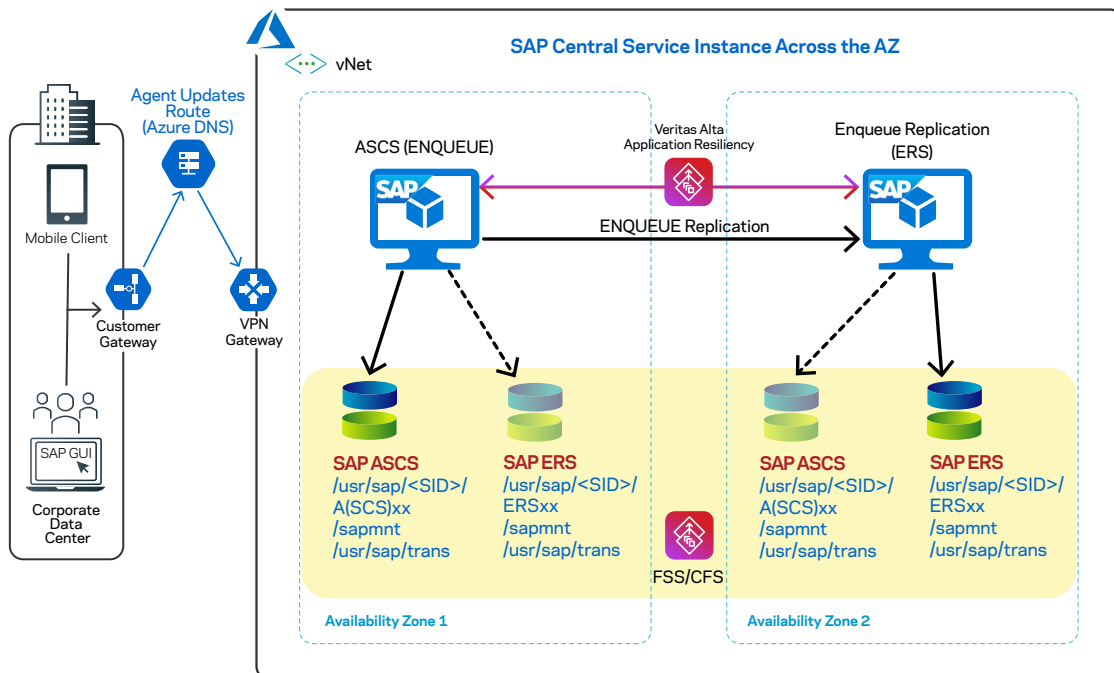 SAP Central Service Instance Across the AZ
vNet
Agent Updates
Route
(Azure DNS)
Mobile Client
Customer
Gateway
VPN
Gateway
SAP GUI
Corporate
Data
Center
ASCS (ENQUEUE)
Veritas Alta
Application Resiliency
Enqueue Replication
(ERS)
SAP
SAP
ENQUEUE Replication
SAP ASCS
/usr/sap/<SID>/
A(SCS)xx
/sapmnt
/usr/sap/trans
SAP ERS
/usr/sap/<SID>/
ERSxx
/sapmnt
/usr/sap/trans
FSS/CFS
SAP ASCS
/usr/sap/<SID>/
A(SCS)xx
/sapmnt
/usr/sap/trans
SAP ERS
/usr/sap/<SID>/
ERSxx
/sapmnt
/usr/sap/trans
Availability Zone 1
Availability Zone 2